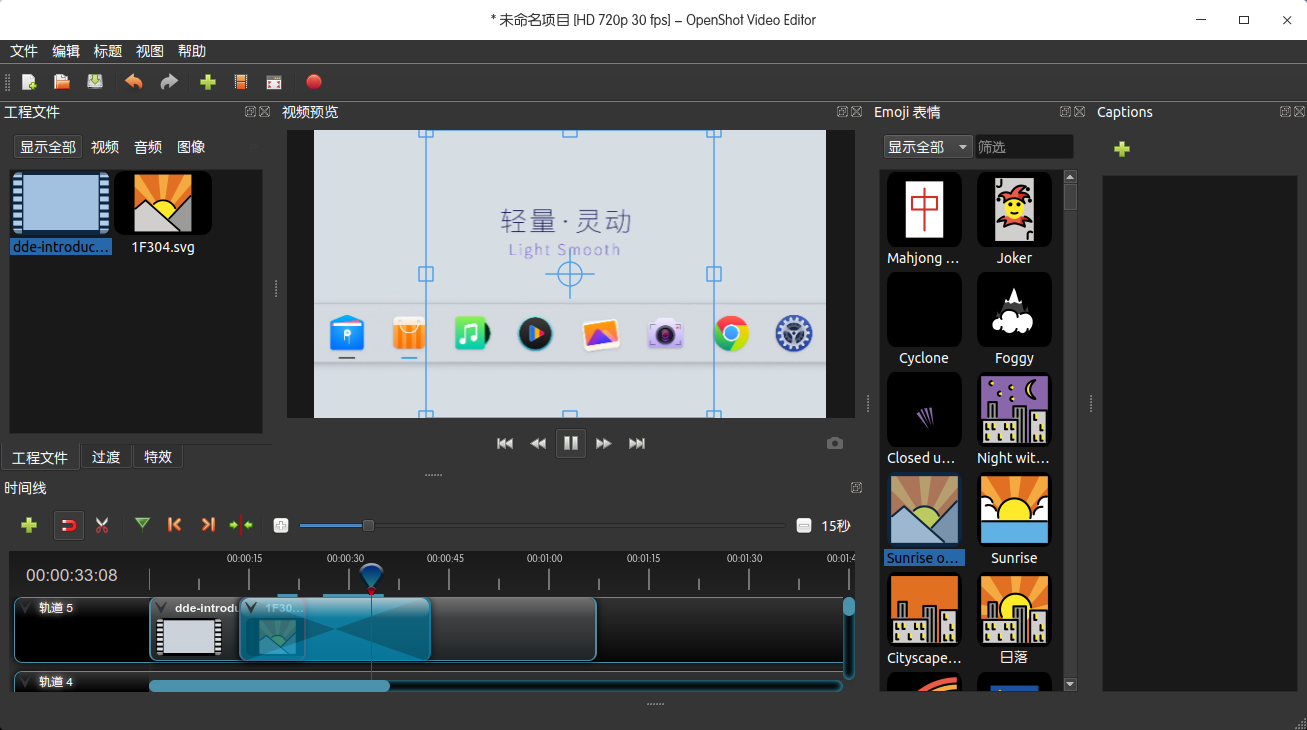 * 未命名项目 [HD 720p 30 fps] – OpenShot Video Editor
文件 编辑 标题 视图 帮助
工程文件
视频预览
Emoji 表情
Captions
显示全部 视频 音频 图像
dde-introduc...
1F304.svg
轻量·灵动
Light Smooth
显示全部
筛选
Mahjong ...
Joker
Cyclone
Foggy
Closed u...
Night wit...
Sunrise o...
Sunrise
Cityscape...
日落
工程文件 过渡 特效
时间线
15秒
00:00:33:08
00:00:15
00:00:30
00:00:45
00:01:00
00:01:15
00:01:30
00:01:4
轨道 5
dde-introdu
1F30...
轨道 4